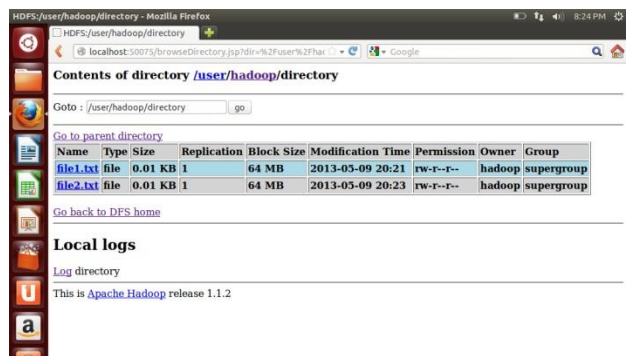 HDFS:/user/hadoop/directory - Mozilla Firefox
8:24 PM
HDFS:/user/hadoop/directory
localhost:50075/browseDirectory.jsp?dir=%2Fuser%2Fhac
Google
Contents of directory /user/hadoop/directory
Goto : /user/hadoop/directory go
Go to parent directory
Name Type Size Replication Block Size Modification Time Permission Owner Group
file1.txt file 0.01 KB 1 64 MB 2013-05-09 20:21 rw-r--r-- hadoop supergroup
file2.txt file 0.01 KB 1 64 MB 2013-05-09 20:23 rw-r--r-- hadoop supergroup
Go back to DFS home
Local logs
Log directory
This is Apache Hadoop release 1.1.2